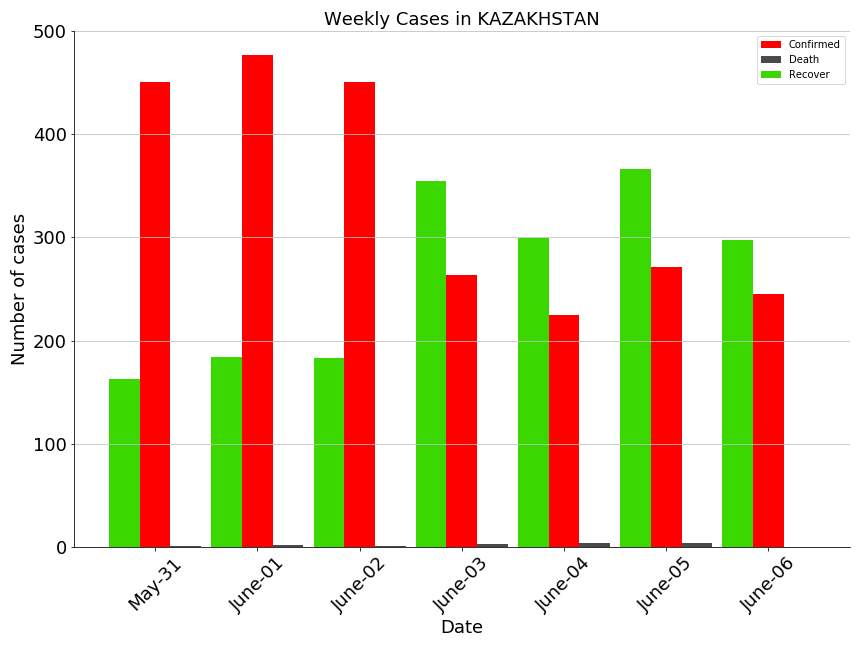 Weekly Cases in KAZAKHSTAN
Confirmed
Death
Recover
Number of cases
500
400
300
200
100
0
May-31
June-01
June-02
June-03
June-04
June-05
June-06
Date